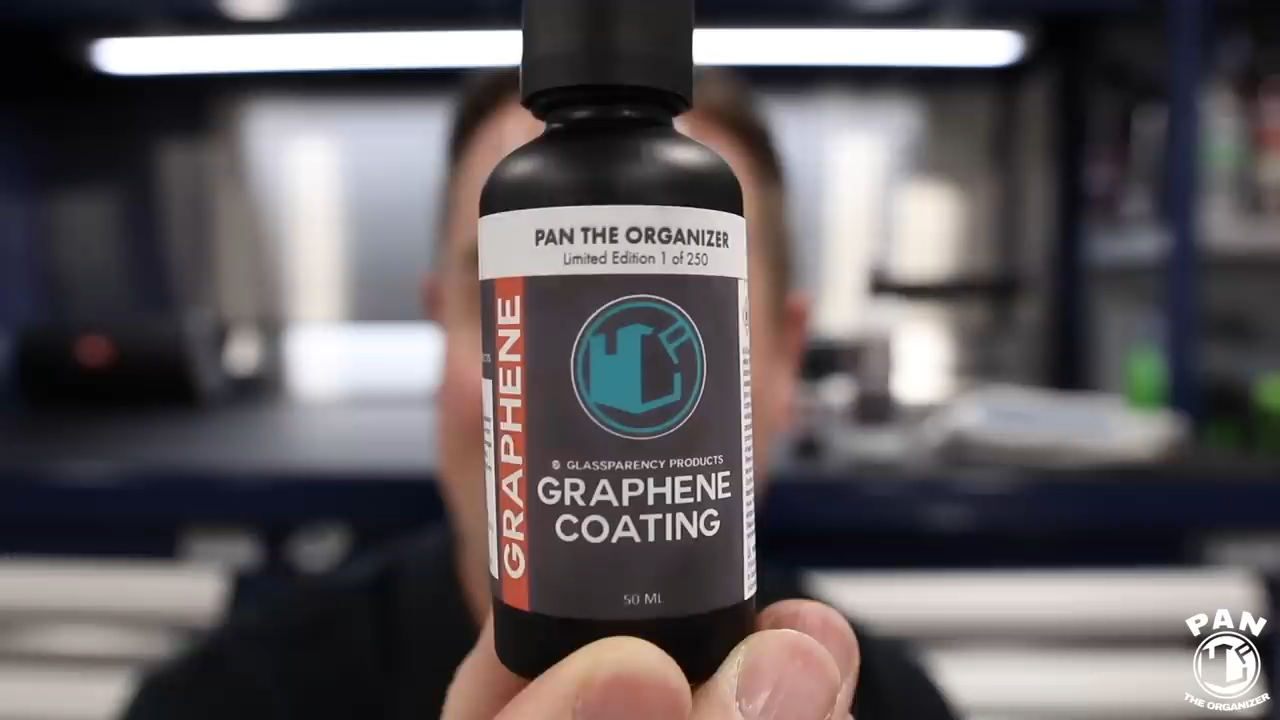 PAN THE ORGANIZER
Limited Edition 1 of 250
GRAPHENE
GLASSPARENCY PRODUCTS
GRAPHENE
COATING
50 ML
PAN
THE ORGANIZER